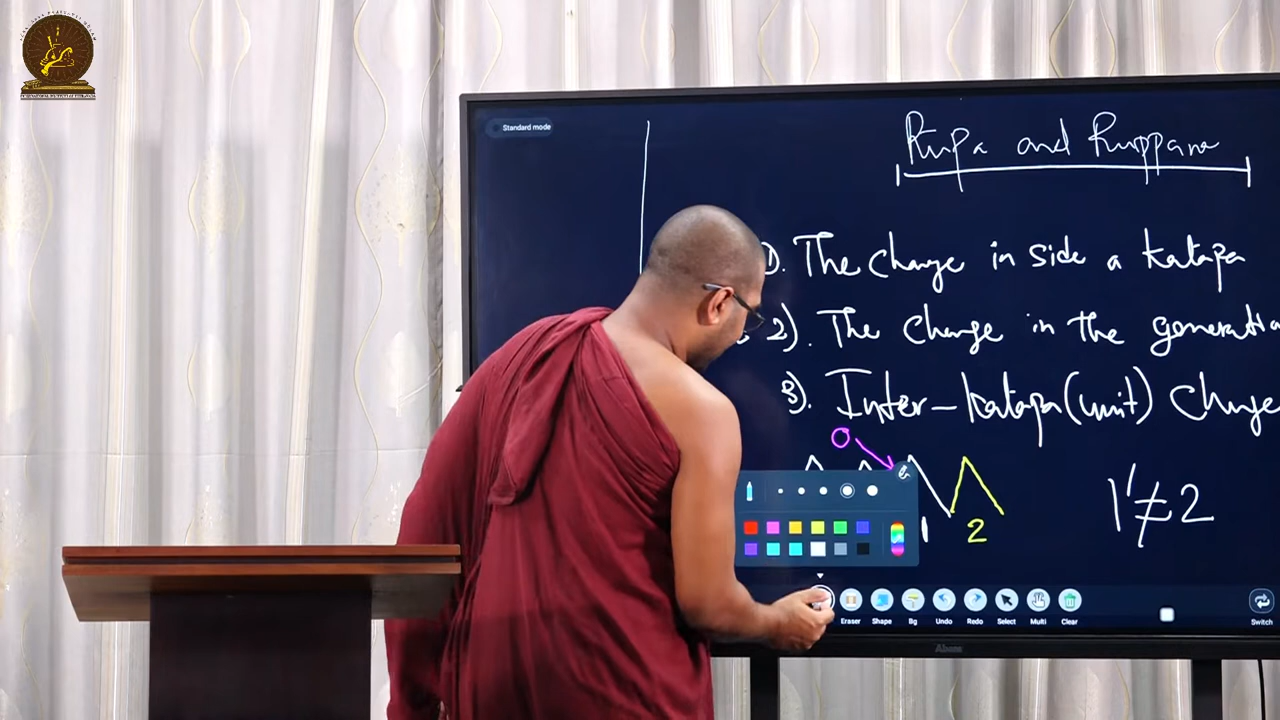 Standard mode
Rupa and Ruppana
1). The change in side a kalapa
2). The change in the generatio
3). Inter-kalapa(unit) Change
1 2
1'≠2
Eraser Shape Bg Undo Redo Select Multi Clear Switch